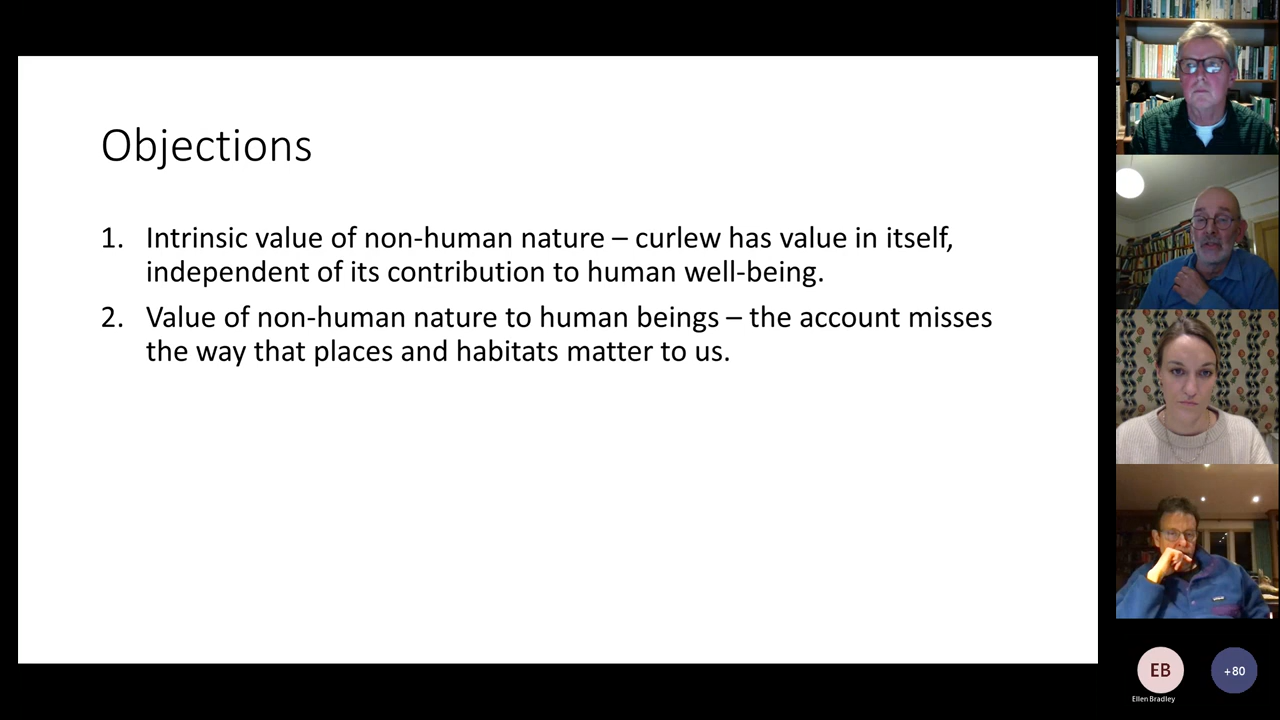 Objections
1. Intrinsic value of non-human nature – curlew has value in itself,
independent of its contribution to human well-being.
2. Value of non-human nature to human beings – the account misses
the way that places and habitats matter to us.
EB
+80
Ellen Bradley